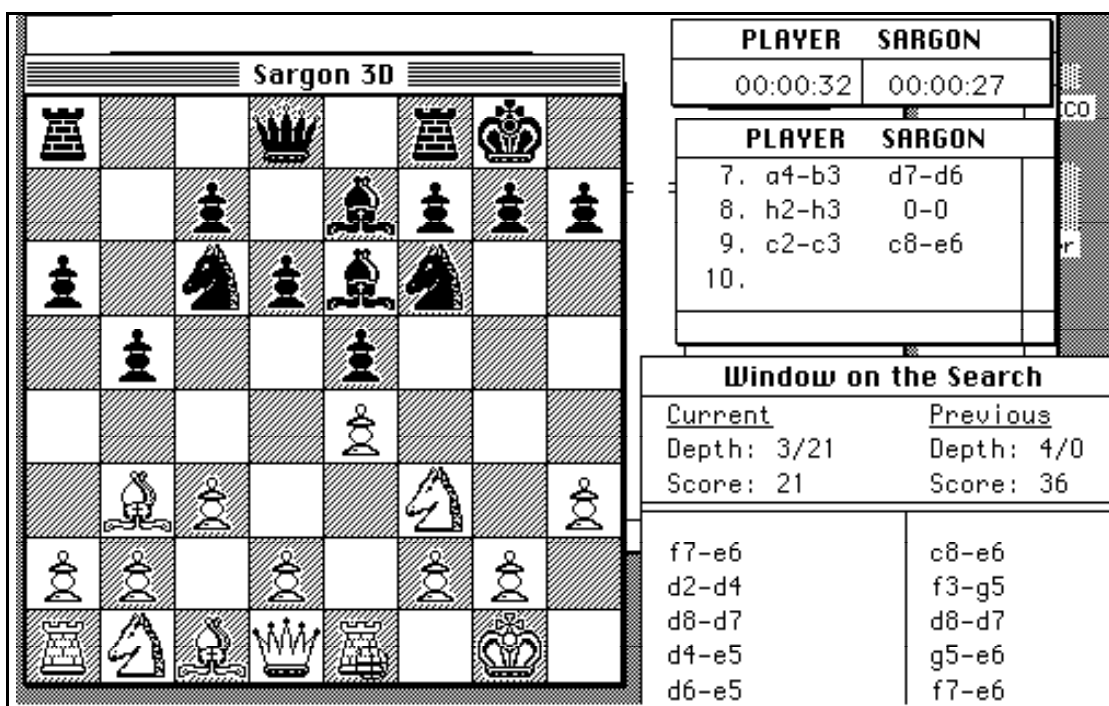 Sargon 3D
PLAYER SARGON
00:00:32 00:00:27
CO
PLAYER SARGON
7. a4-b3 d7-d6
8. h2-h3 0-0
9. c2-c3 c8-e6
10.
r
Window on the Search
Current Previous
Depth: 3/21 Depth: 4/0
Score: 21 Score: 36
f7-e6 c8-e6
d2-d4 f3-g5
d8-d7 d8-d7
d4-e5 g5-e6
d6-e5 f7-e6